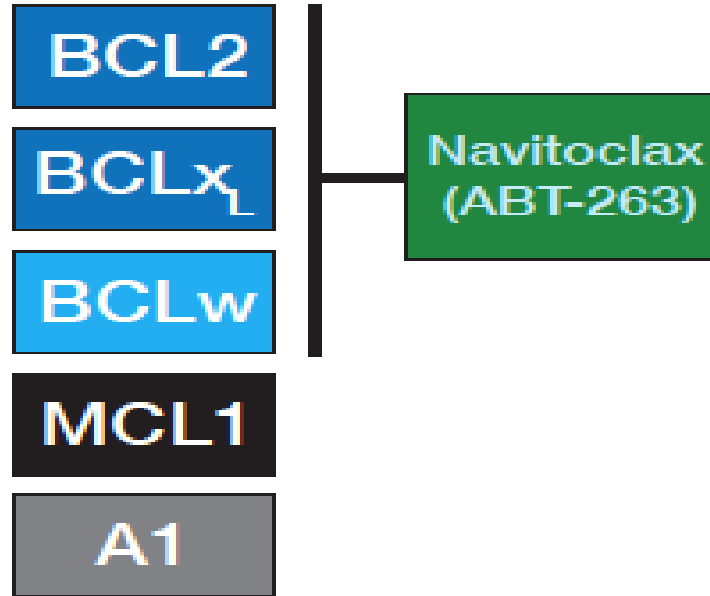 BCL2
BCLxL
BCLw
MCL1
A1
Navitoclax
(ABT-263)